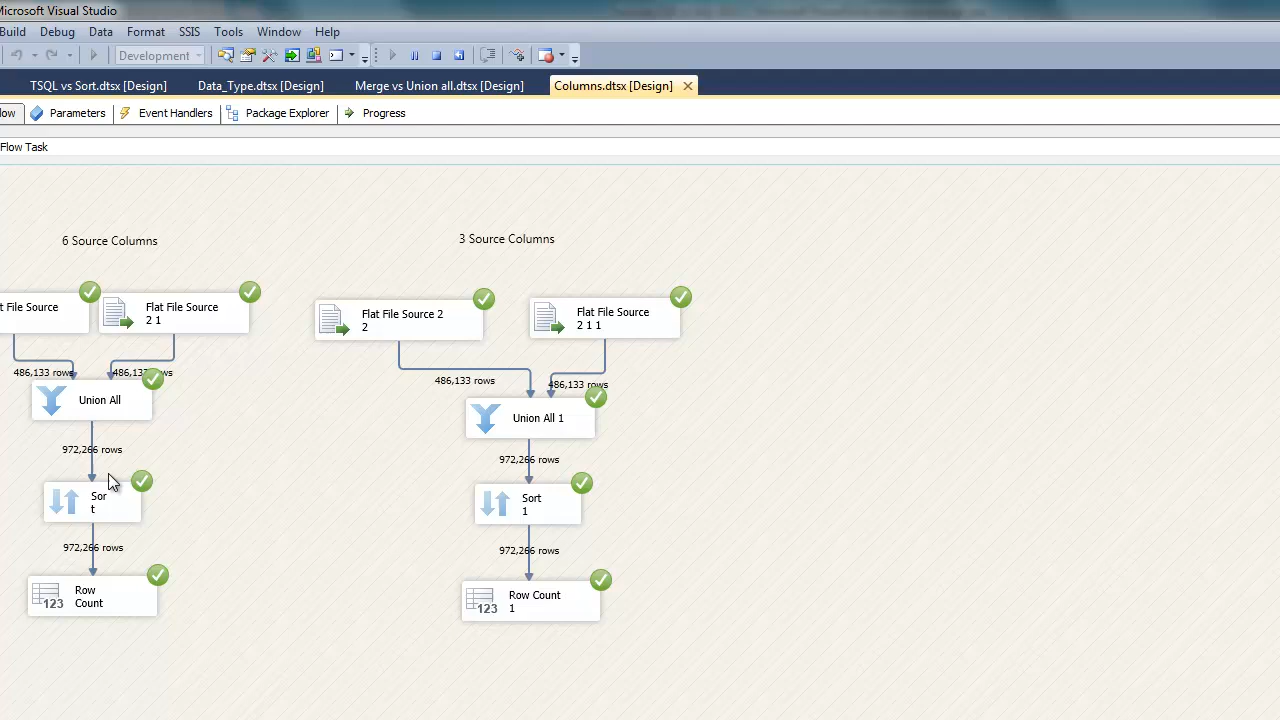 Microsoft Visual Studio
Build Debug Data Format SSIS Tools Window Help
Development
TSQL vs Sort.dtsx [Design] Data_Type.dtsx [Design] Merge vs Union all.dtsx [Design] Columns.dtsx [Design]
Parameters Event Handlers Package Explorer Progress
Flow Task
6 Source Columns
3 Source Columns
File Source
Flat File Source
2 1
Flat File Source 2
2
Flat File Source
2 1 1
486,133 rows
486,133 rows
486,133 rows
486,133 rows
Union All
Union All 1
972,266 rows
972,266 rows
Sor
t
Sort
1
972,266 rows
972,266 rows
Row
Count
Row Count
1
123
123